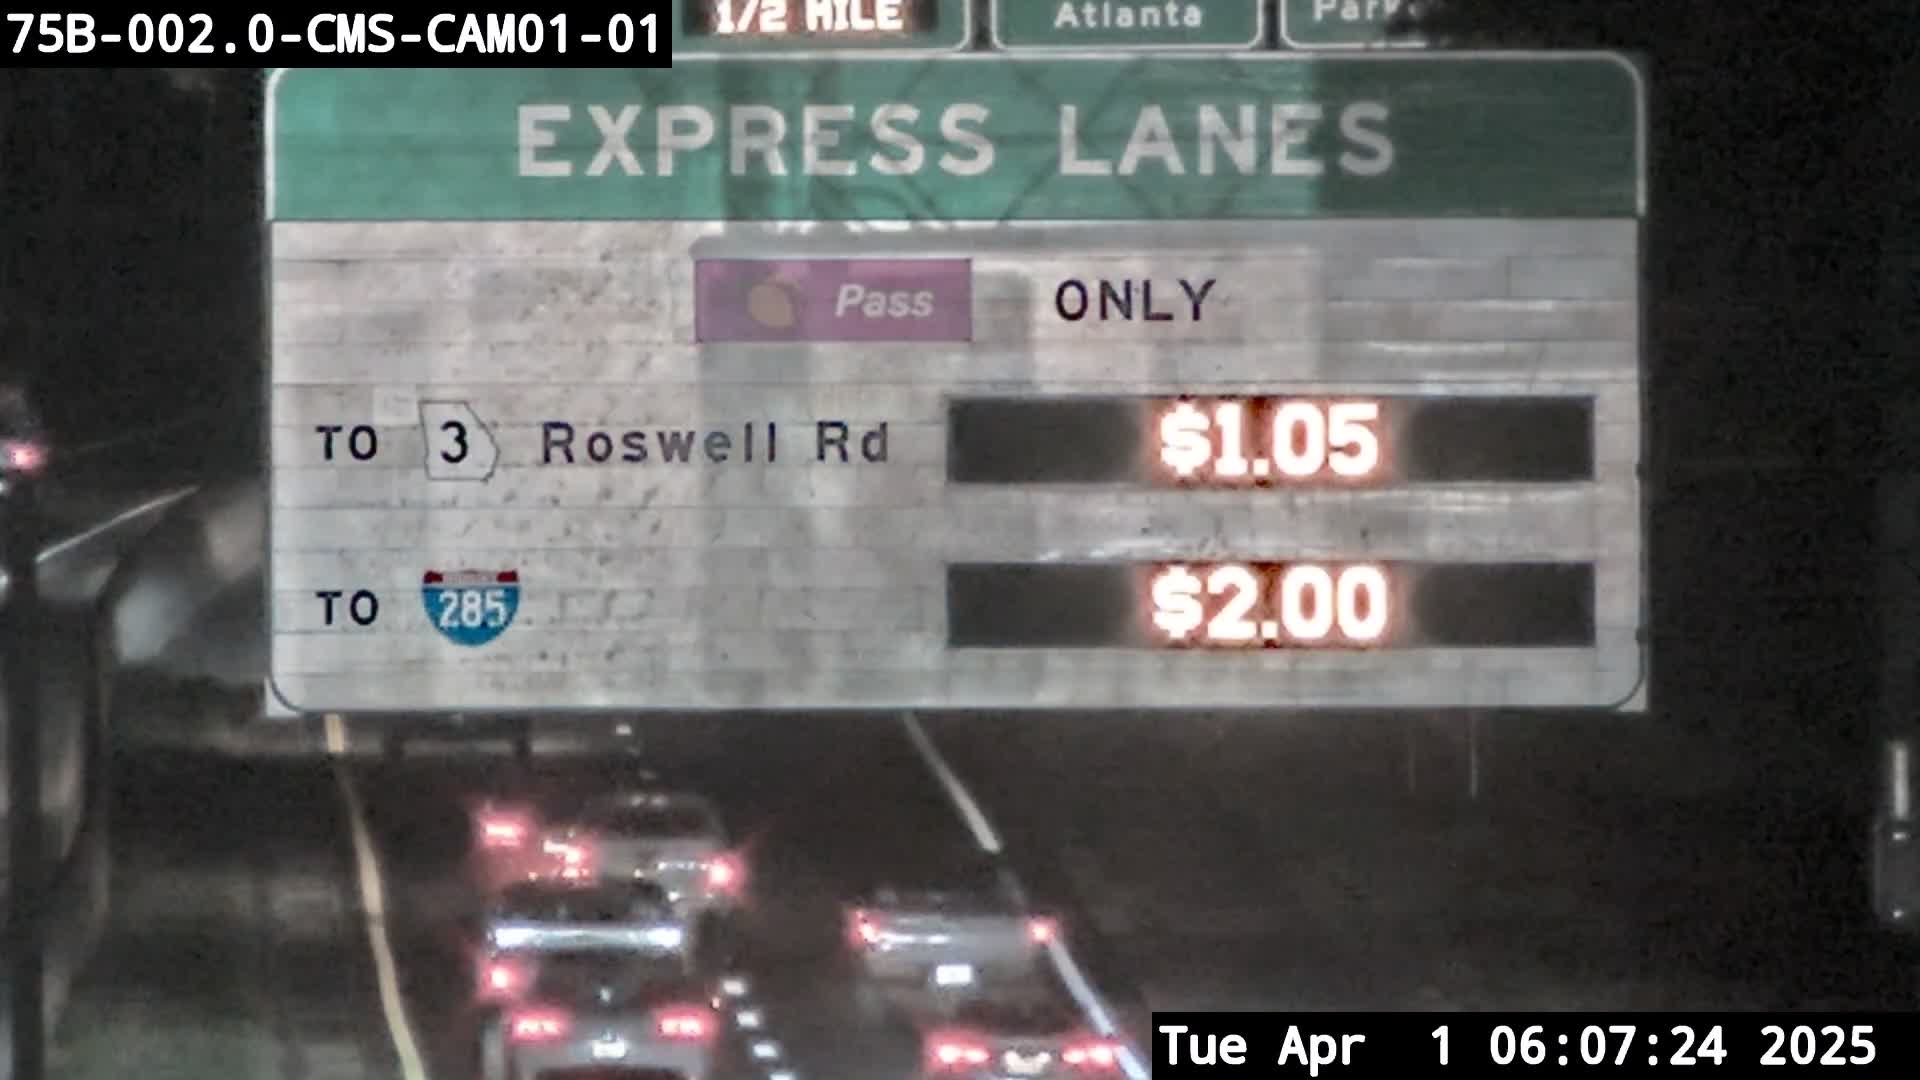 75B-002.0-CMS-CAM01-01
1/2 MILE
Atlanta
EXPRESS LANES
Pass ONLY
TO 3 Roswell Rd $1.05
TO 285 $2.00
Tue Apr 1 06:07:24 2025